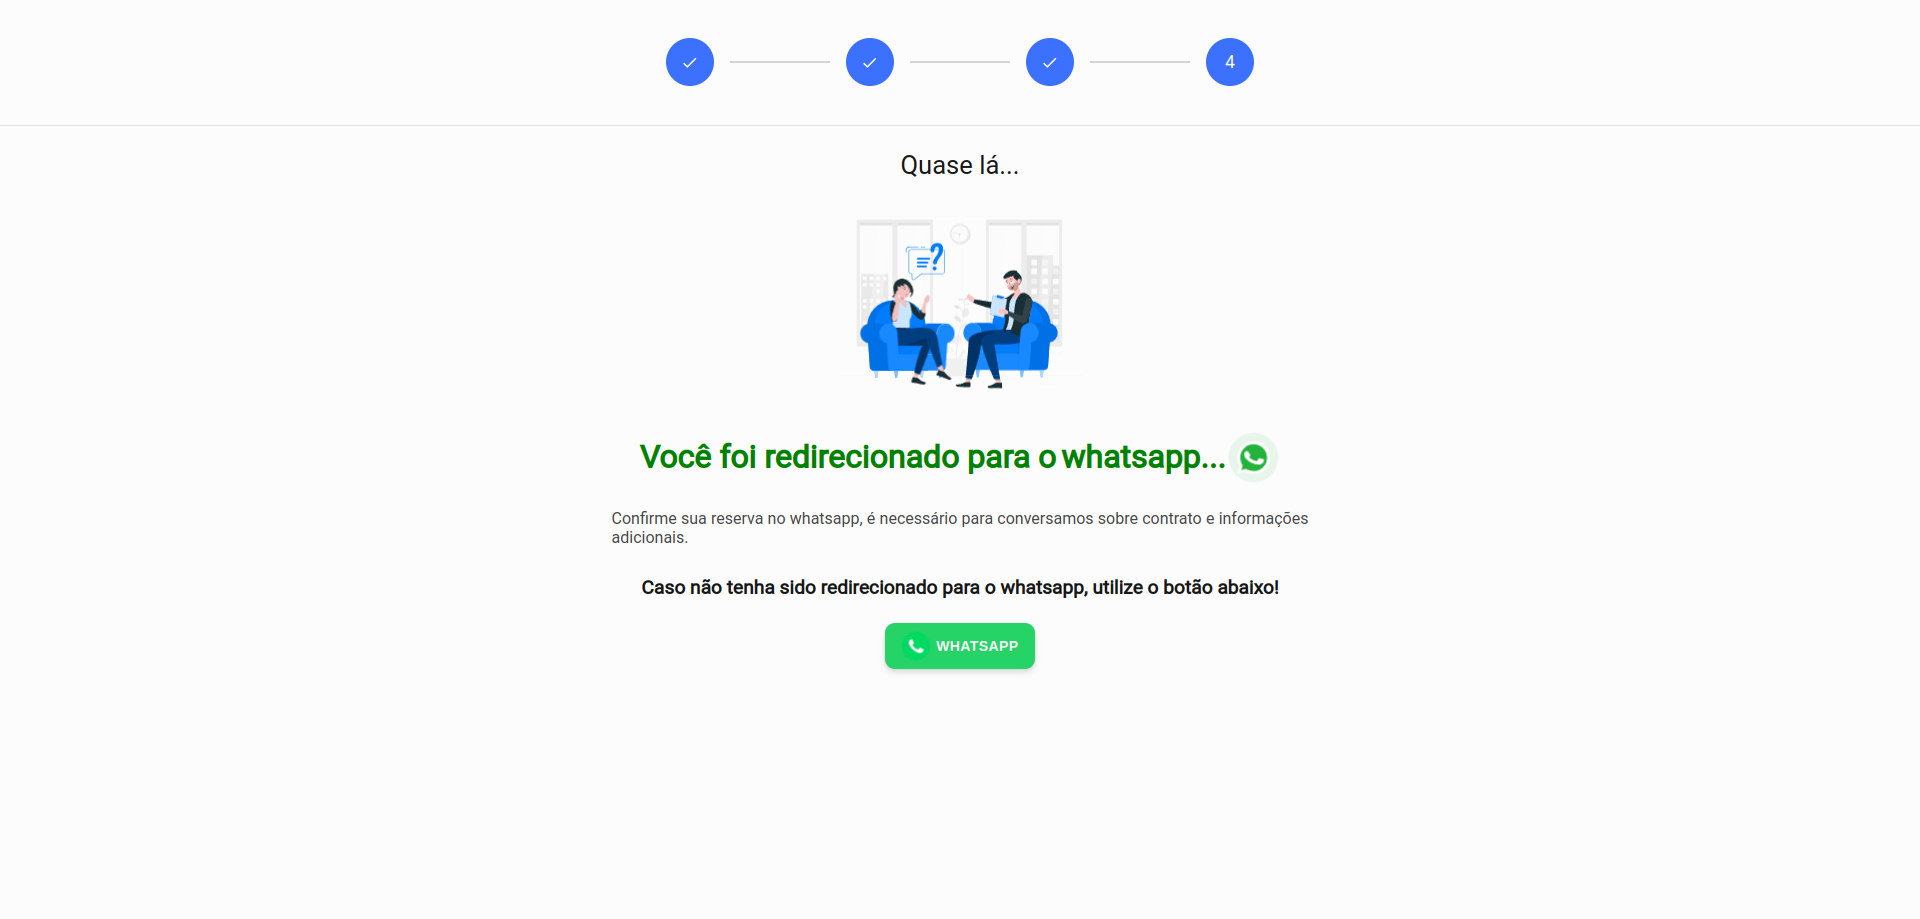 4
Quase lá...
?
Você foi redirecionado para o whatsapp...
Confirme sua reserva no whatsapp, é necessário para conversamos sobre contrato e informações
adicionais.
Caso não tenha sido redirecionado para o whatsapp, utilize o botão abaixo!
WHATSAPP